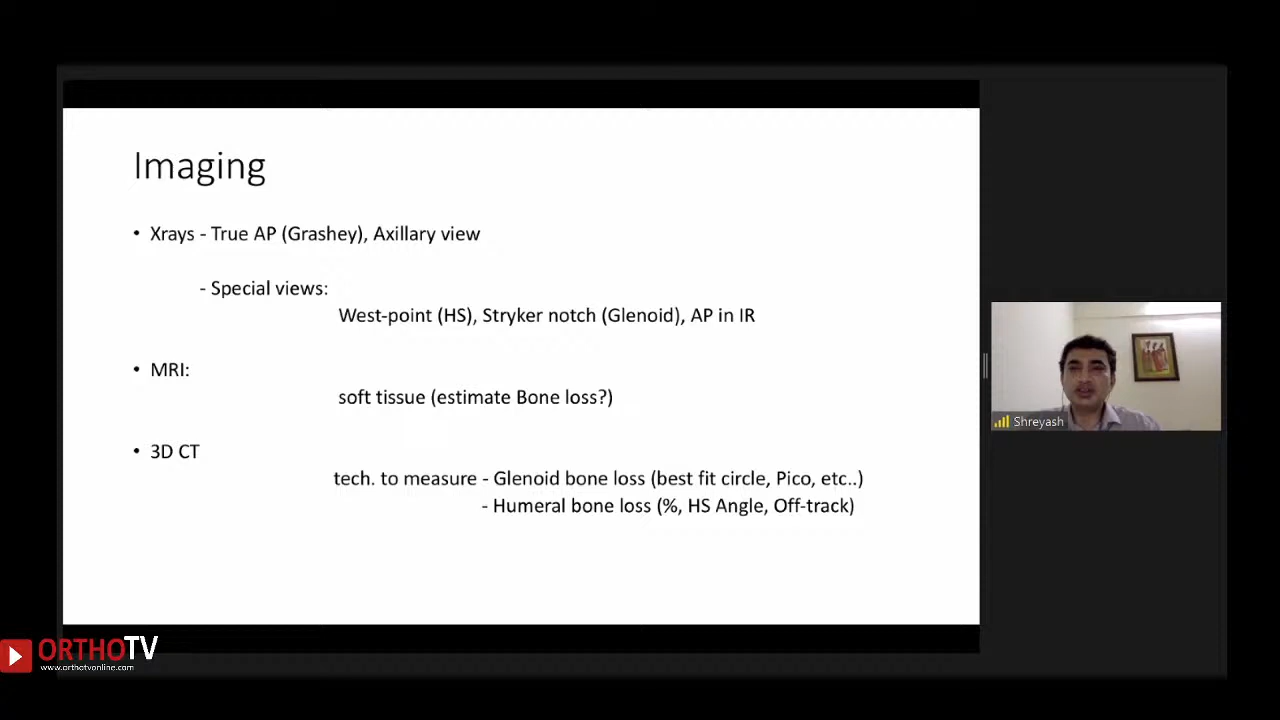 Imaging
• Xrays - True AP (Grashey), Axillary view
- Special views:
West-point (HS), Stryker notch (Glenoid), AP in IR
• MRI:
soft tissue (estimate Bone loss?)
• 3D CT
tech. to measure - Glenoid bone loss (best fit circle, Pico, etc..)
- Humeral bone loss (%, HS Angle, Off-track)
Shreyash
ORTHOTV
www.orthotvonline.com